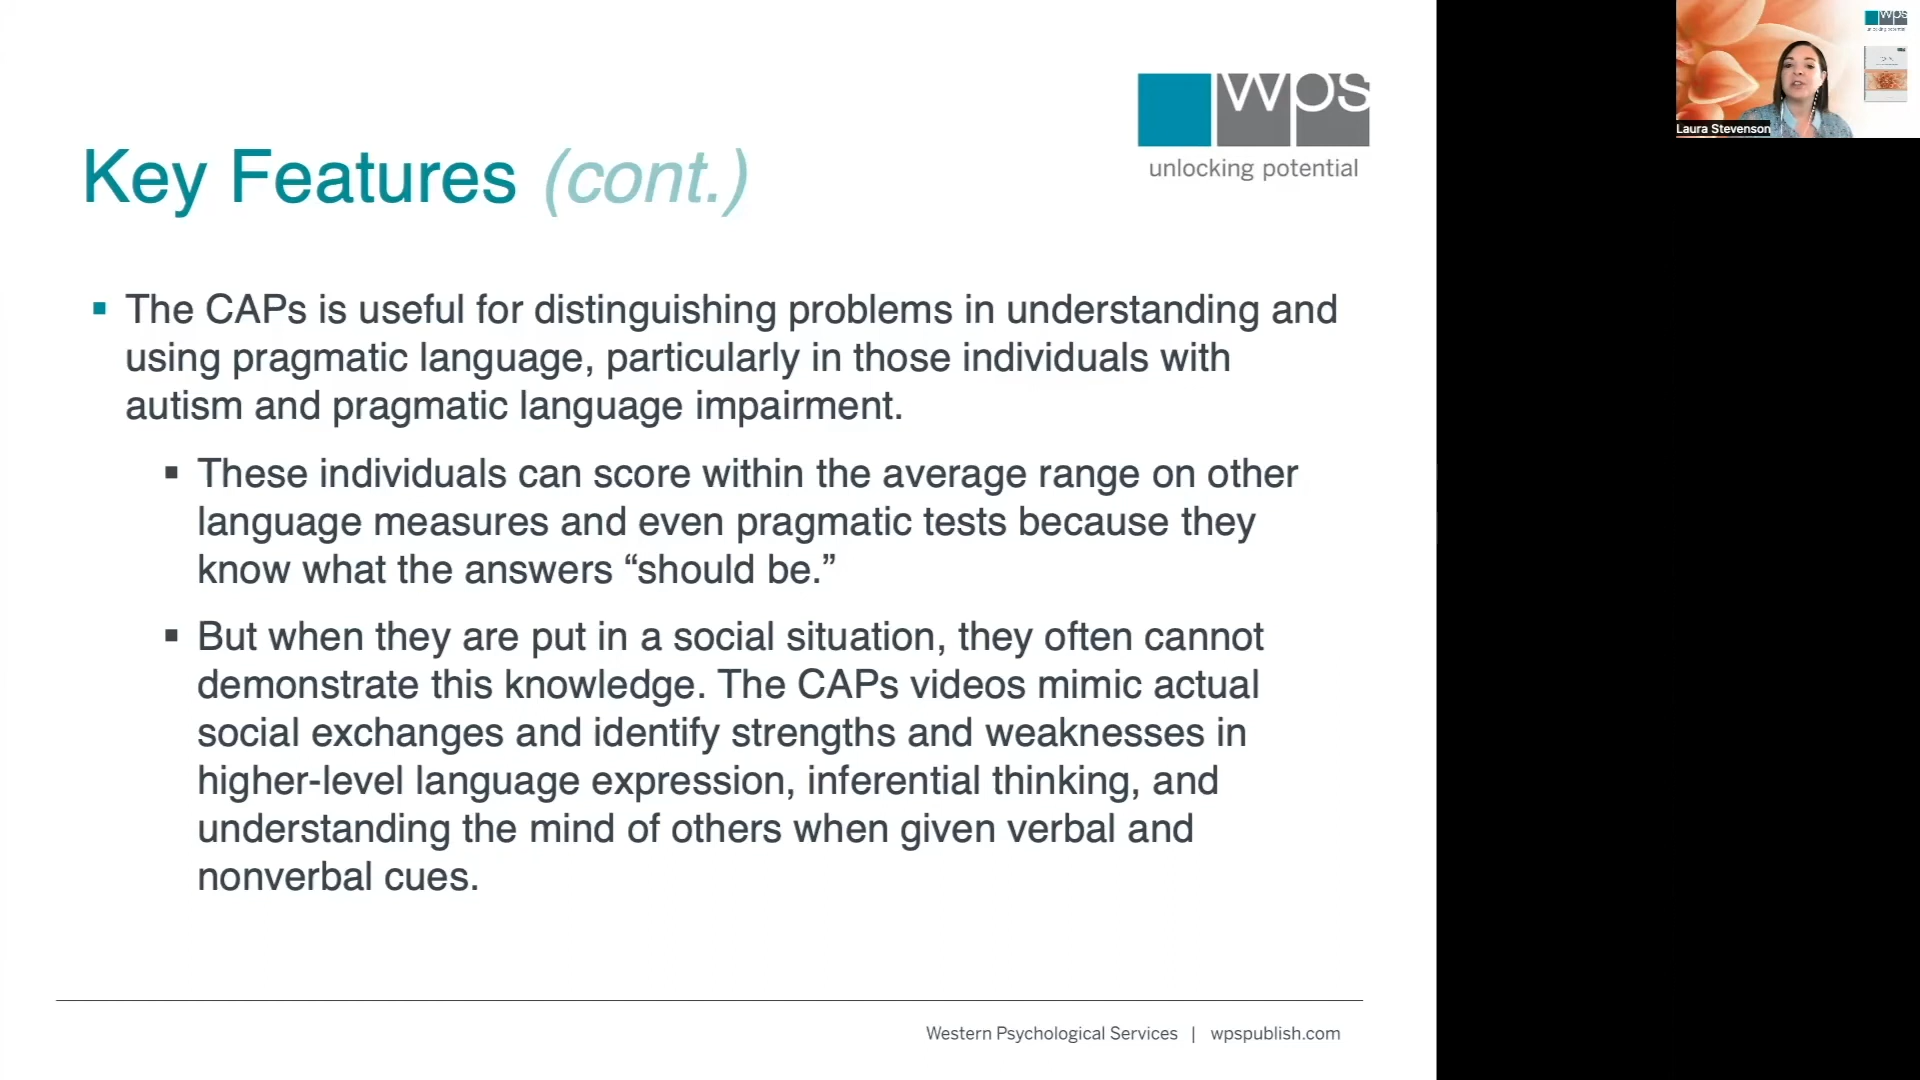 wps
unlocking potential
Key Features (cont.)
▪ The CAPs is useful for distinguishing problems in understanding and
using pragmatic language, particularly in those individuals with
autism and pragmatic language impairment.
▪ These individuals can score within the average range on other
language measures and even pragmatic tests because they
know what the answers “should be.”
▪ But when they are put in a social situation, they often cannot
demonstrate this knowledge. The CAPs videos mimic actual
social exchanges and identify strengths and weaknesses in
higher-level language expression, inferential thinking, and
understanding the mind of others when given verbal and
nonverbal cues.
Western Psychological Services | wpspublish.com
wps
Laura Stevenson